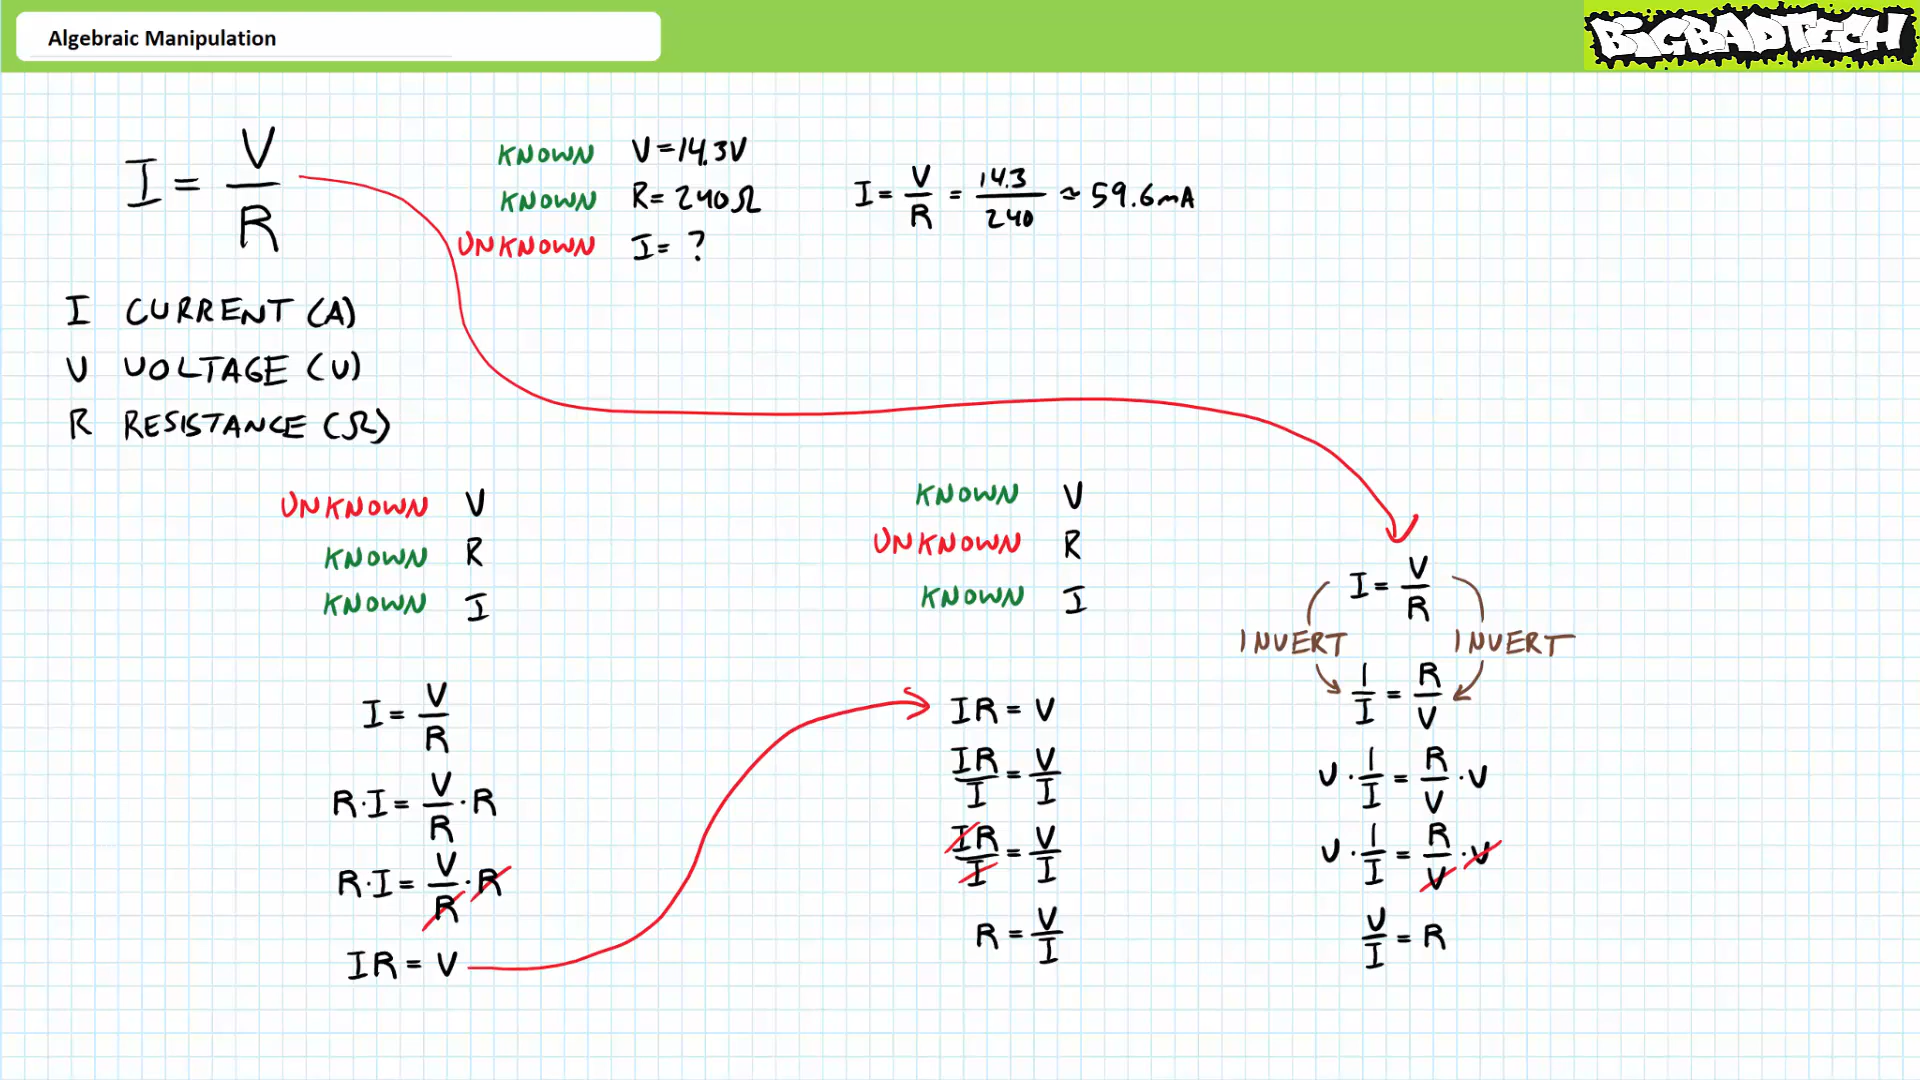 Algebraic Manipulation
BIGBADTECH
I = V/R
KNOWN V=14.3V
KNOWN R= 240Ω
UNKNOWN I= ?
I = V/R = 14.3/240 ≈ 59.6mA
I CURRENT (A)
V VOLTAGE (V)
R RESISTANCE (Ω)
UNKNOWN V
KNOWN R
KNOWN I
I = V/R
R·I = V/R · R
R·I = V/R · R
IR = V
KNOWN V
UNKNOWN R
KNOWN I
IR = V
IR/I = V/I
IR/I = V/I
R = V/I
I = V/R
INVERT INVERT
1/I = R/V
V · 1/I = R/V · V
V · 1/I = R/V · V
V/I = R